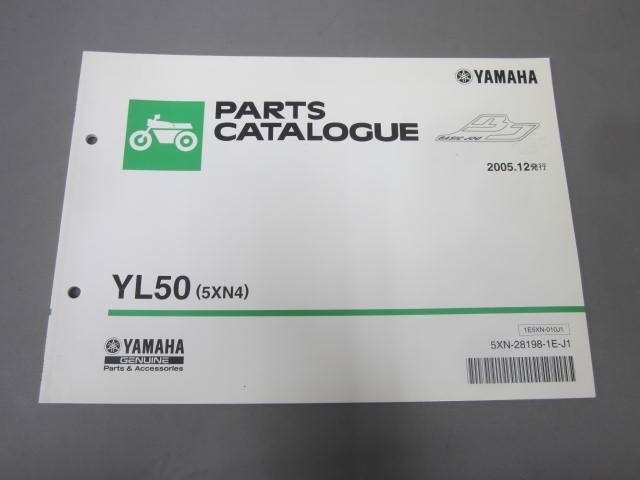 YAMAHA
PARTS
CATALOGUE
BJ
BASIC JOG
2005.12発行
YL50 (5XN4)
1E5XN-010J1
5XN-28198-1E-J1
YAMAHA
GENUINE
Parts & Accessories